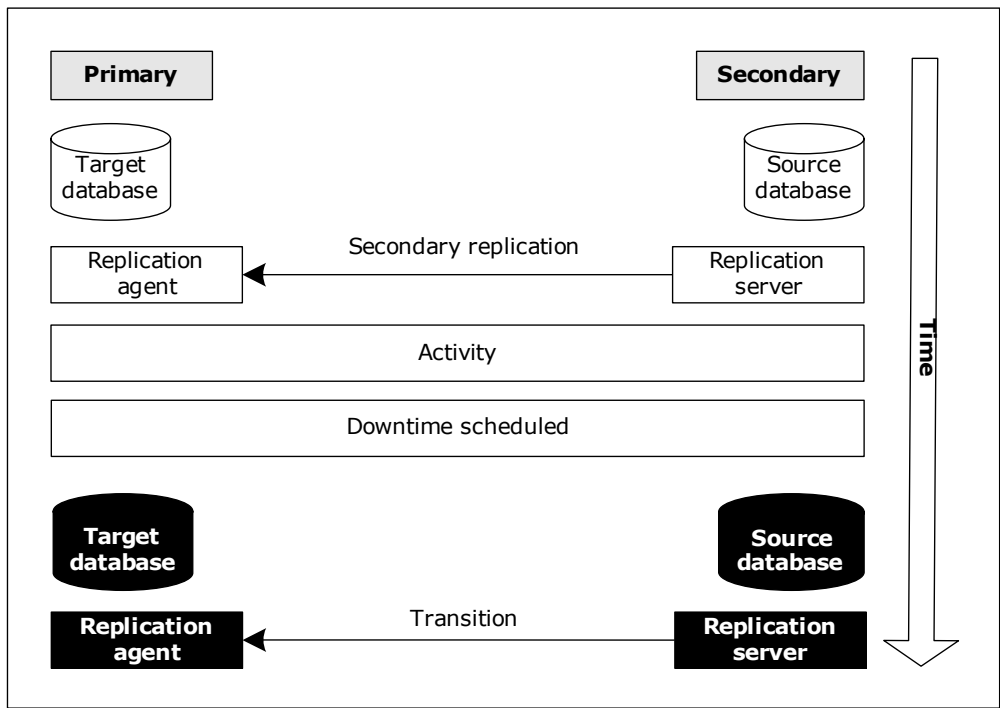 Primary
Secondary
Target
database
Source
database
Secondary replication
Replication
agent
Replication
server
Activity
Time
Downtime scheduled
Target
database
Source
database
Transition
Replication
agent
Replication
server